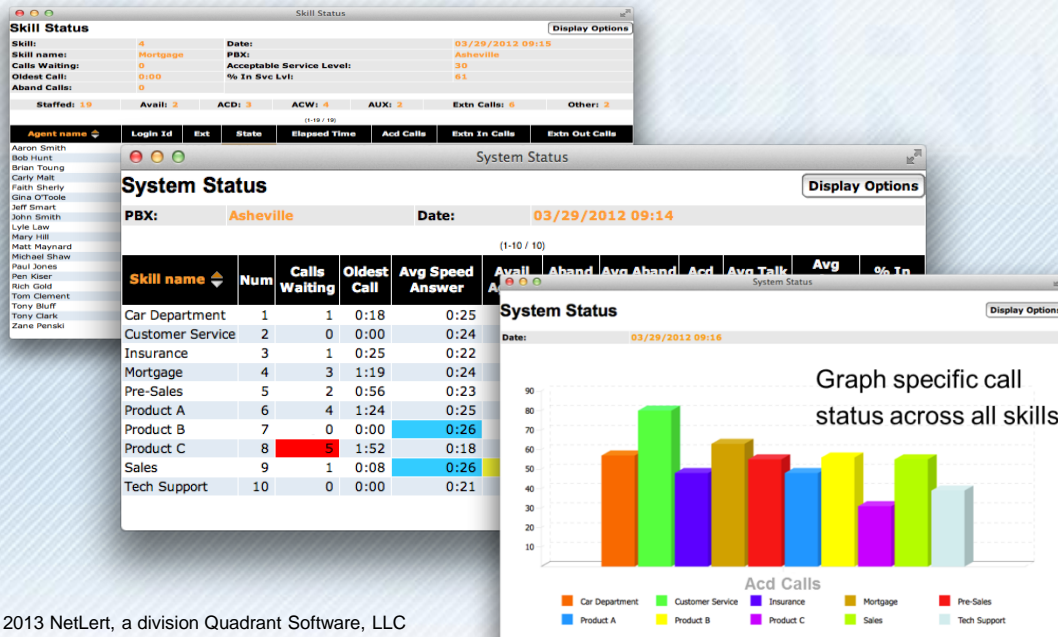 Skill Status
Skill Status
Display Options
Skill: 4 Date: 03/29/2012 09:15
Skill name: Mortgage PBX: Asheville
Calls Waiting: 0 Acceptable Service Level: 30
Oldest Call: 0:00 % In Svc Lvl: 61
Aband Calls: 0
Staffed: 19 Avail: 2 ACD: 3 ACW: 4 AUX: 2 Extn Calls: 6 Other: 2
(1-19 / 19)
Agent name Login Id Ext State Elapsed Time Acd Calls Extn In Calls Extn Out Calls
Aaron Smith
Bob Hunt
Brian Toung
Carly Malt
Faith Sherly
Gina O'Toole
Jeff Smart
John Smith
Lyle Law
Mary Hill
Matt Maynard
Michael Shaw
Paul Jones
Pen Kiser
Rich Gold
Tom Clement
Tony Bluff
Tony Clark
Zane Penski
System Status
System Status
Display Options
PBX: Asheville Date: 03/29/2012 09:14
(1-10 / 10)
Skill name Num Calls Waiting Oldest Call Avg Speed Answer Avail Aband Avg Aband Acd Avg Talk Avg % In
Car Department 1 1 0:18 0:25
Customer Service 2 0 0:00 0:24
Insurance 3 1 0:25 0:22
Mortgage 4 3 1:19 0:24
Pre-Sales 5 2 0:56 0:23
Product A 6 4 1:24 0:25
Product B 7 0 0:00 0:26
Product C 8 5 1:52 0:18
Sales 9 1 0:08 0:26
Tech Support 10 0 0:00 0:21
System Status
System Status
Display Options
Date: 03/29/2012 09:16
Graph specific call
status across all skills
90
80
70
60
50
40
30
20
10
Acd Calls
Car Department Customer Service Insurance Mortgage Pre-Sales
Product A Product B Product C Sales Tech Support
2013 NetLert, a division Quadrant Software, LLC